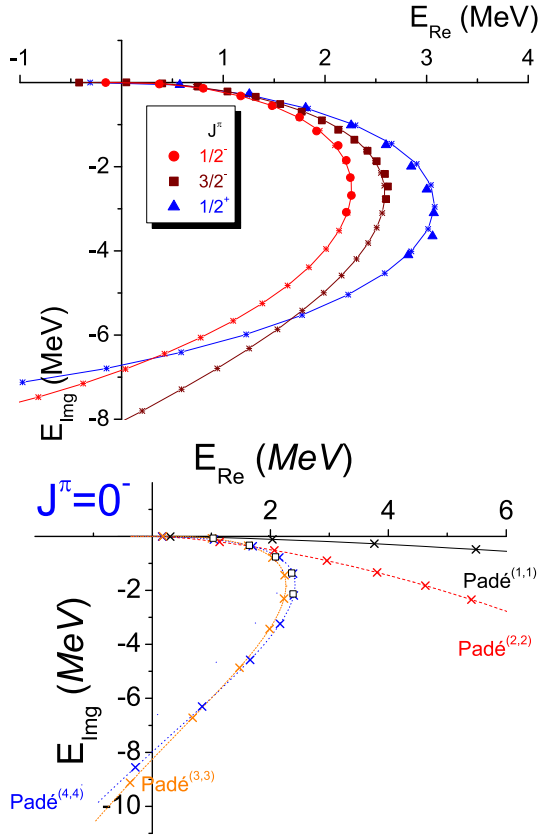 E_Re (MeV)
-1 0 1 2 3 4
J^π
1/2^-
3/2^-
1/2^+
-2
-4
-6
-8
E_Img (MeV)
E_Re (MeV)
J^π=0^-
2 4 6
0
-2
-4
-6
-8
-10
E_Img (MeV)
Padé^(1,1)
Padé^(2,2)
Padé^(3,3)
Padé^(4,4)